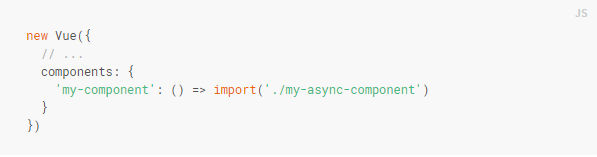 JS
new Vue({
  // ...
  components: {
    'my-component': () => import('./my-async-component')
  }
})